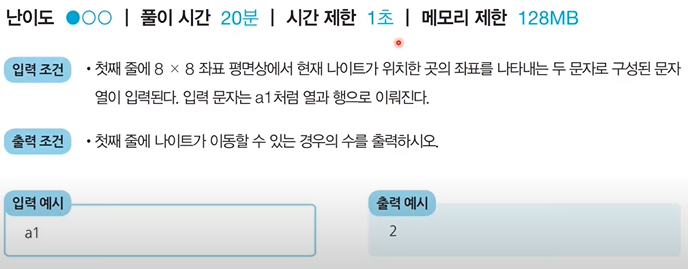 난이도 ●○○ | 풀이 시간 20분 | 시간 제한 1초 | 메모리 제한 128MB
입력 조건 • 첫째 줄에 8 × 8 좌표 평면상에서 현재 나이트가 위치한 곳의 좌표를 나타내는 두 문자로 구성된 문자
열이 입력된다. 입력 문자는 a1처럼 열과 행으로 이뤄진다.
출력 조건 • 첫째 줄에 나이트가 이동할 수 있는 경우의 수를 출력하시오.
입력 예시
a1
출력 예시
2